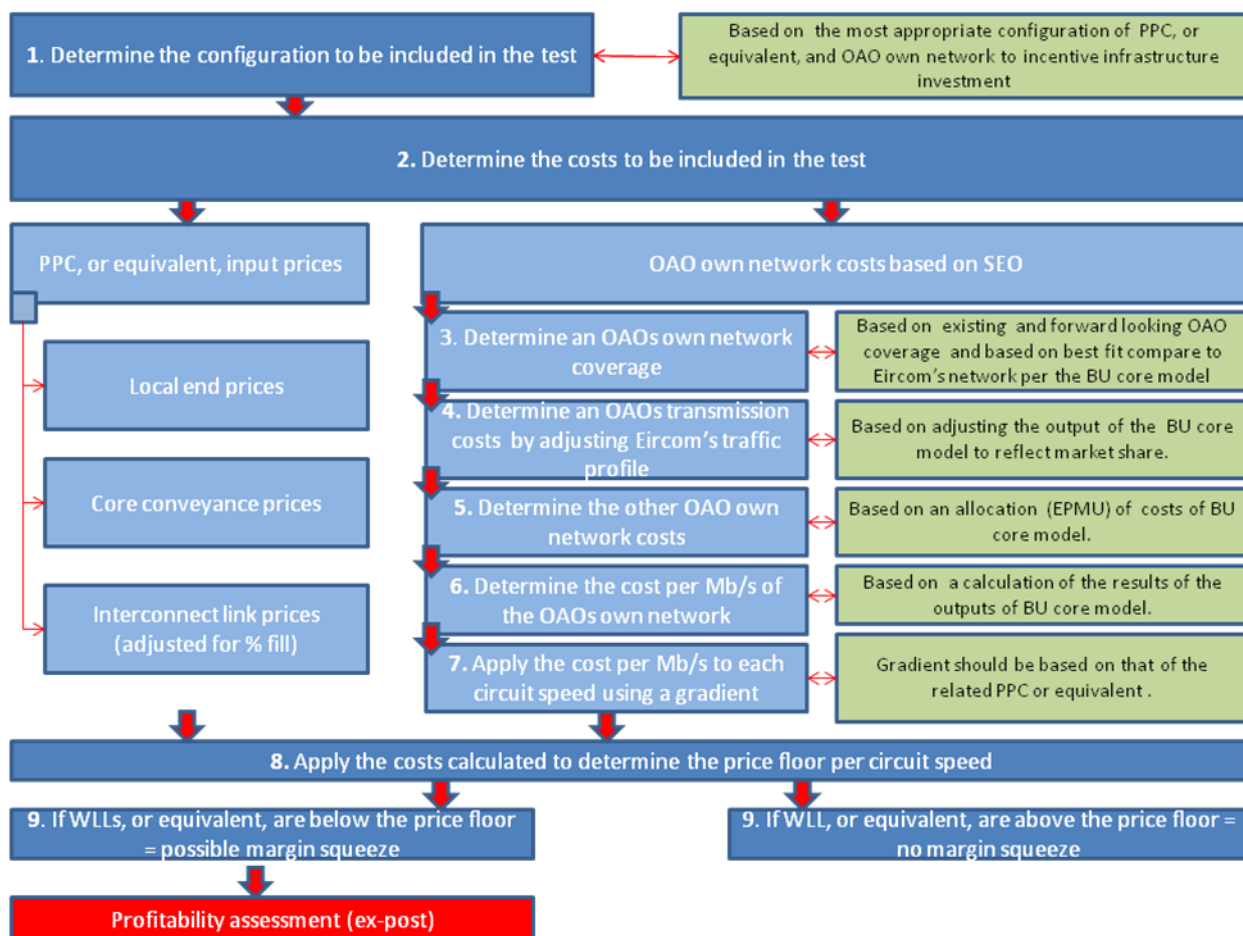 1. Determine the configuration to be included in the test
Based on the most appropriate configuration of PPC, or
equivalent, and OAO own network to incentive infrastructure
investment
2. Determine the costs to be included in the test
PPC, or equivalent, input prices
Local end prices
Core conveyance prices
Interconnect link prices
(adjusted for % fill)
OAO own network costs based on SEO
3. Determine an OAOs own network
coverage
Based on existing and forward looking OAO
coverage and based on best fit compare to
Eircom's network per the BU core model
4. Determine an OAOs transmission
costs by adjusting Eircom's traffic
profile
Based on adjusting the output of the BU core
model to reflect market share.
5. Determine the other OAO own
network costs
Based on an allocation (EPMU) of costs of BU
core model.
6. Determine the cost per Mb/s of
the OAOs own network
Based on a calculation of the results of the
outputs of BU core model.
7. Apply the cost per Mb/s to each
circuit speed using a gradient
Gradient should be based on that of the
related PPC or equivalent .
8. Apply the costs calculated to determine the price floor per circuit speed
9. If WLLs, or equivalent, are below the price floor
= possible margin squeeze
9. If WLL, or equivalent, are above the price floor =
no margin squeeze
Profitability assessment (ex-post)